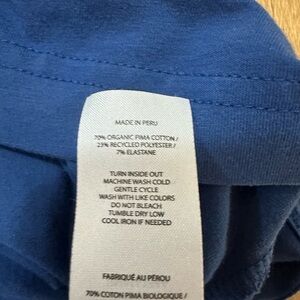 MADE IN PERU
70% ORGANIC PIMA COTTON /
23% RECYCLED POLYESTER /
7% ELASTANE
TURN INSIDE OUT
MACHINE WASH COLD
GENTLE CYCLE
WASH WITH LIKE COLORS
DO NOT BLEACH
TUMBLE DRY LOW
COOL IRON IF NEEDED
FABRIQUÉ AU PÉROU
70% COTON PIMA BIOLOGIQUE /